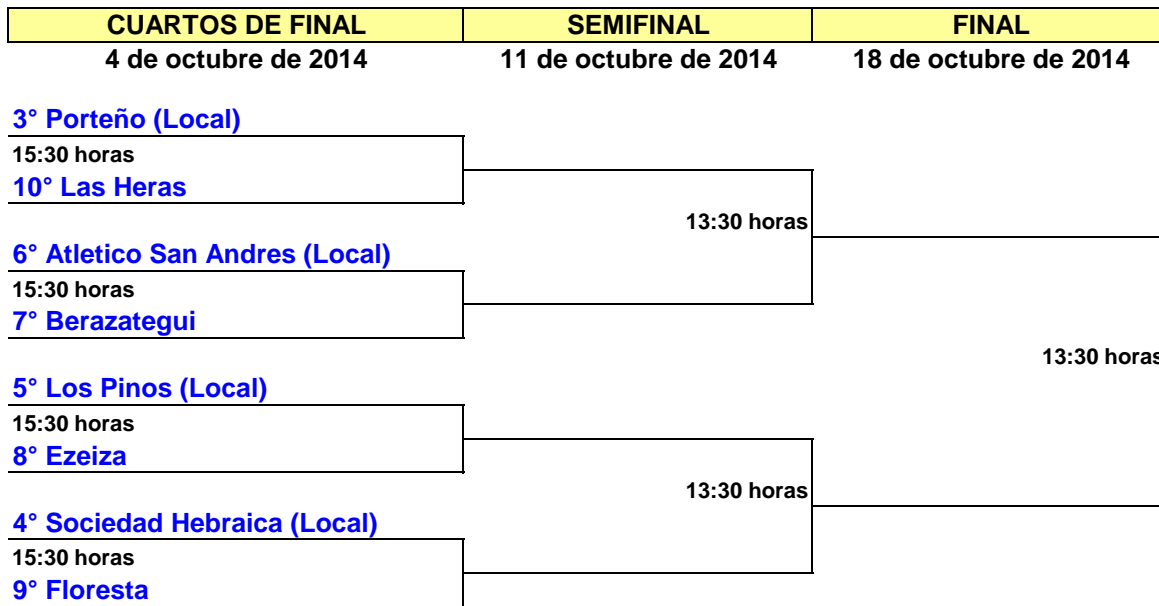 CUARTOS DE FINAL SEMIFINAL FINAL
4 de octubre de 2014 11 de octubre de 2014 18 de octubre de 2014
3° Porteño (Local)
15:30 horas
10° Las Heras
13:30 horas
6° Atletico San Andres (Local)
15:30 horas
7° Berazategui
13:30 horas
5° Los Pinos (Local)
15:30 horas
8° Ezeiza
13:30 horas
4° Sociedad Hebraica (Local)
15:30 horas
9° Floresta